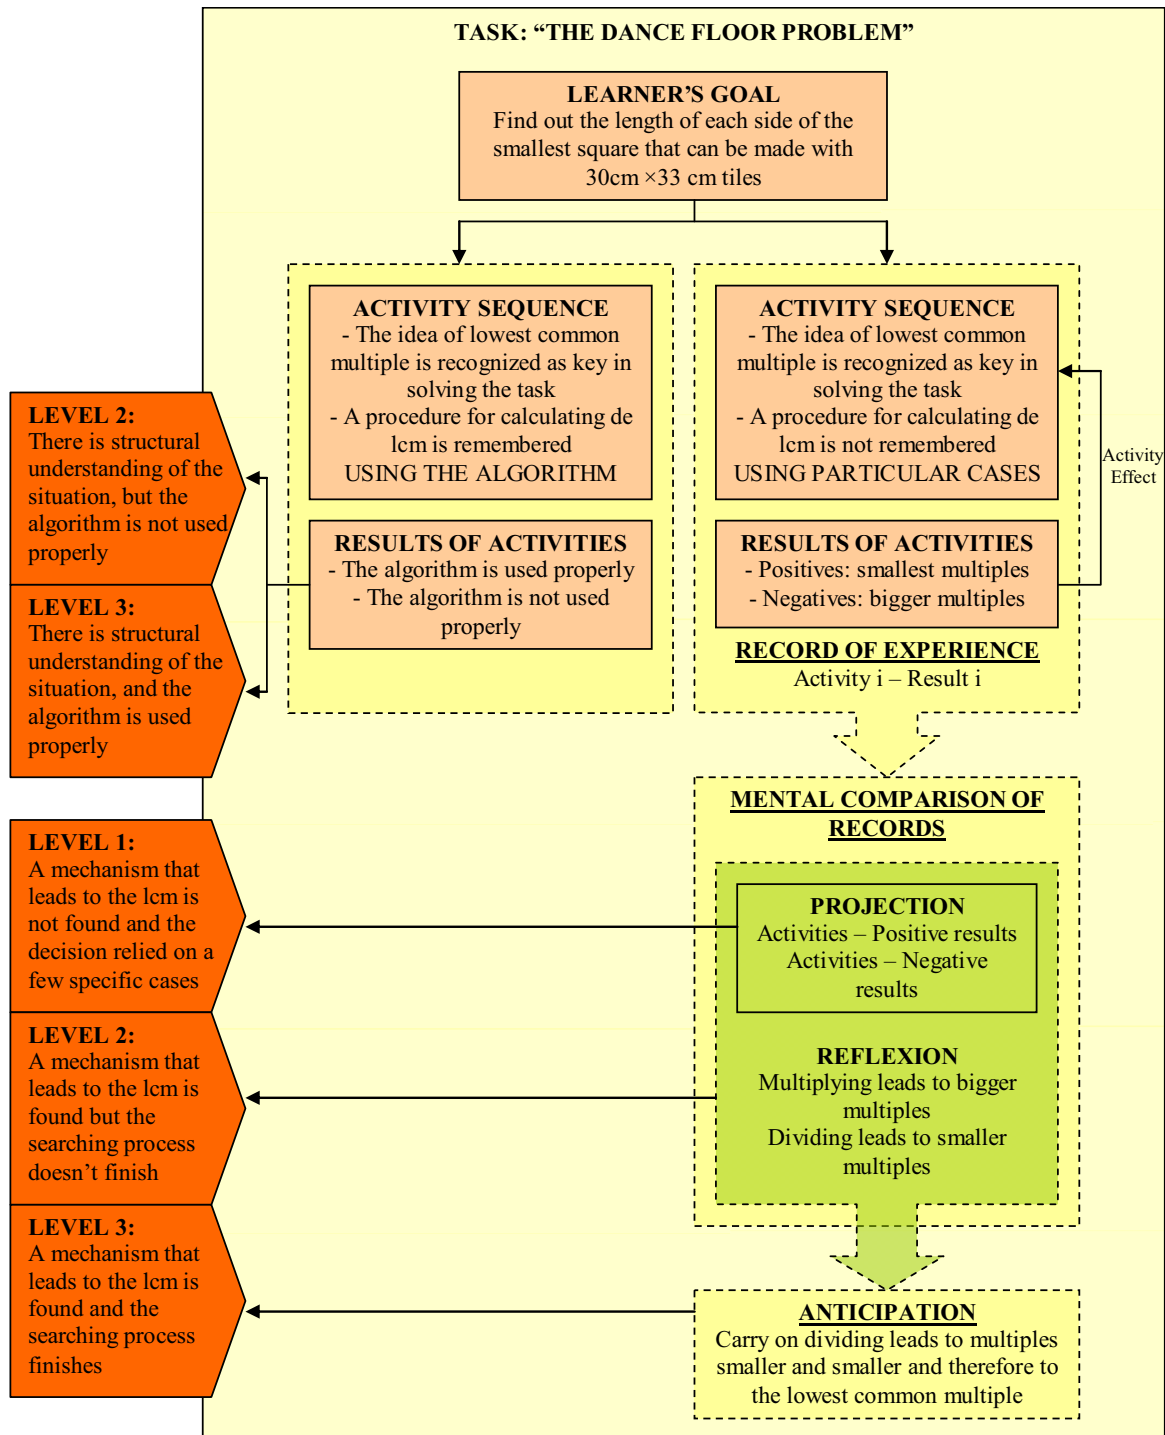 TASK: “THE DANCE FLOOR PROBLEM”
LEARNER’S GOAL
Find out the length of each side of the
smallest square that can be made with
30cm ×33 cm tiles
ACTIVITY SEQUENCE
- The idea of lowest common
multiple is recognized as key in
solving the task
- A procedure for calculating de
lcm is remembered
USING THE ALGORITHM
RESULTS OF ACTIVITIES
- The algorithm is used properly
- The algorithm is not used
properly
ACTIVITY SEQUENCE
- The idea of lowest common
multiple is recognized as key in
solving the task
- A procedure for calculating de
lcm is not remembered
USING PARTICULAR CASES
Activity
Effect
RESULTS OF ACTIVITIES
- Positives: smallest multiples
- Negatives: bigger multiples
RECORD OF EXPERIENCE
Activity i – Result i
LEVEL 2:
There is structural
understanding of the
situation, but the
algorithm is not used
properly
LEVEL 3:
There is structural
understanding of the
situation, and the
algorithm is used
properly
MENTAL COMPARISON OF
RECORDS
PROJECTION
Activities – Positive results
Activities – Negative
results
REFLEXION
Multiplying leads to bigger
multiples
Dividing leads to smaller
multiples
LEVEL 1:
A mechanism that
leads to the lcm is
not found and the
decision relied on a
few specific cases
LEVEL 2:
A mechanism that
leads to the lcm is
found but the
searching process
doesn’t finish
LEVEL 3:
A mechanism that
leads to the lcm is
found and the
searching process
finishes
ANTICIPATION
Carry on dividing leads to multiples
smaller and smaller and therefore to
the lowest common multiple